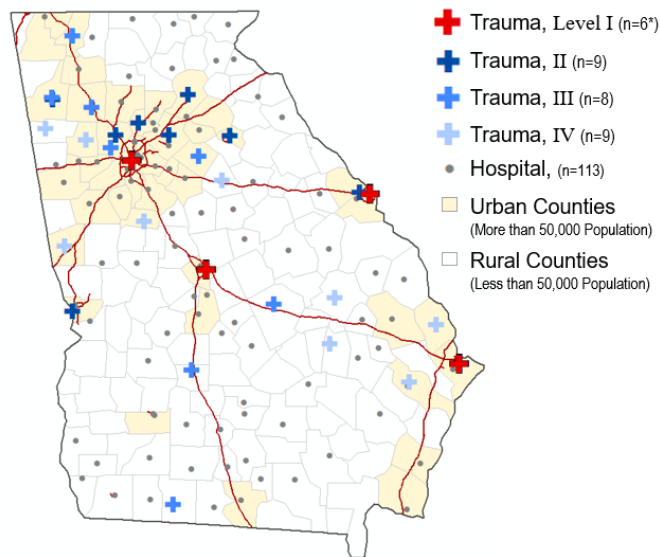 Trauma, Level I (n=6*)
Trauma, II (n=9)
Trauma, III (n=8)
Trauma, IV (n=9)
Hospital, (n=113)
Urban Counties
(More than 50,000 Population)
Rural Counties
(Less than 50,000 Population)